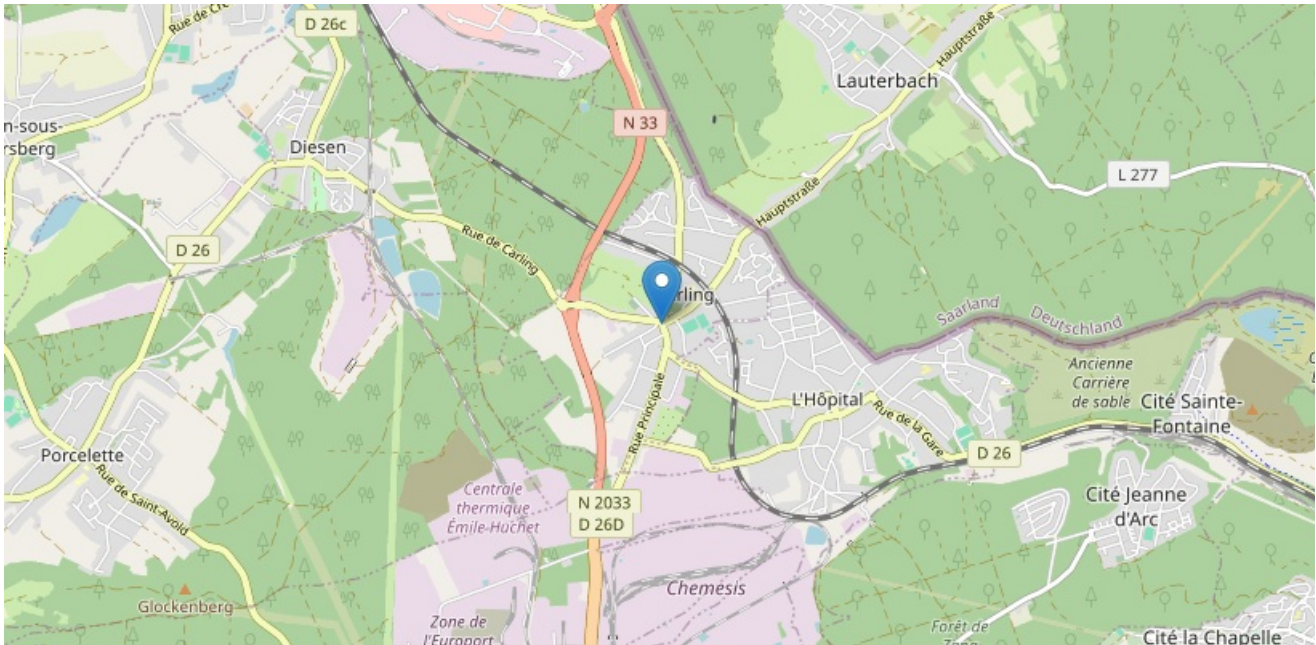 Rue de Cr
D 26c
Hauptstraße
Lauterbach
N 33
n-sous-
rsberg
Diesen
L 277
Hauptstraße
D 26
Rue de Carling
rling
Saarland
Deutschland
Ancienne
Carrière
de sable
L'Hôpital
Cité Sainte-
Fontaine
Rue Principale
Rue de la Gare
Porcelette
D 26
Rue de Saint-Avold
Centrale
thermique
Émile-Huchet
N 2033
D 26D
Cité Jeanne
d'Arc
Chemesis
Glockenberg
Zone de
l'Europort
Forêt de
Cité la Chapelle